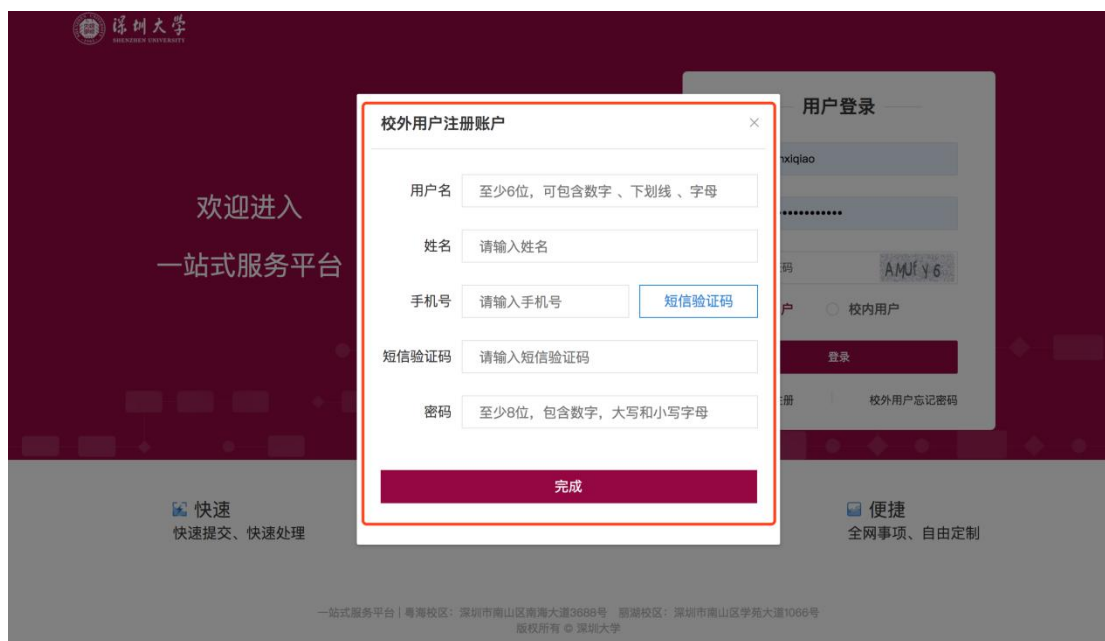 深圳大学
SHENZHEN UNIVERSITY
欢迎进入
一站式服务平台
校外用户注册账户
×
用户名 至少6位，可包含数字 、下划线 、字母
姓名 请输入姓名
手机号 请输入手机号 短信验证码
短信验证码 请输入短信验证码
密码 至少8位，包含数字，大写和小写字母
完成
用户登录
xiqiao
••••••••••••
码 AMUfY6
户 校内用户
登录
册 校外用户忘记密码
快速
快速提交、快速处理
便捷
全网事项、自由定制
一站式服务平台 | 粤海校区：深圳市南山区南海大道3688号 丽湖校区：深圳市南山区学苑大道1066号
版权所有 © 深圳大学